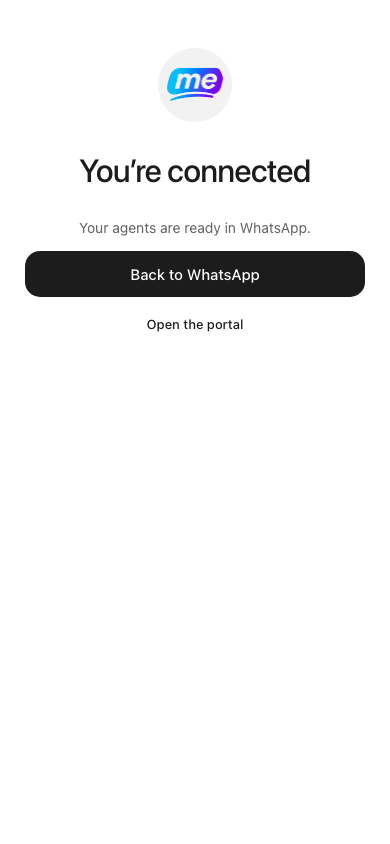 me
You're connected
Your agents are ready in WhatsApp.
Back to WhatsApp
Open the portal